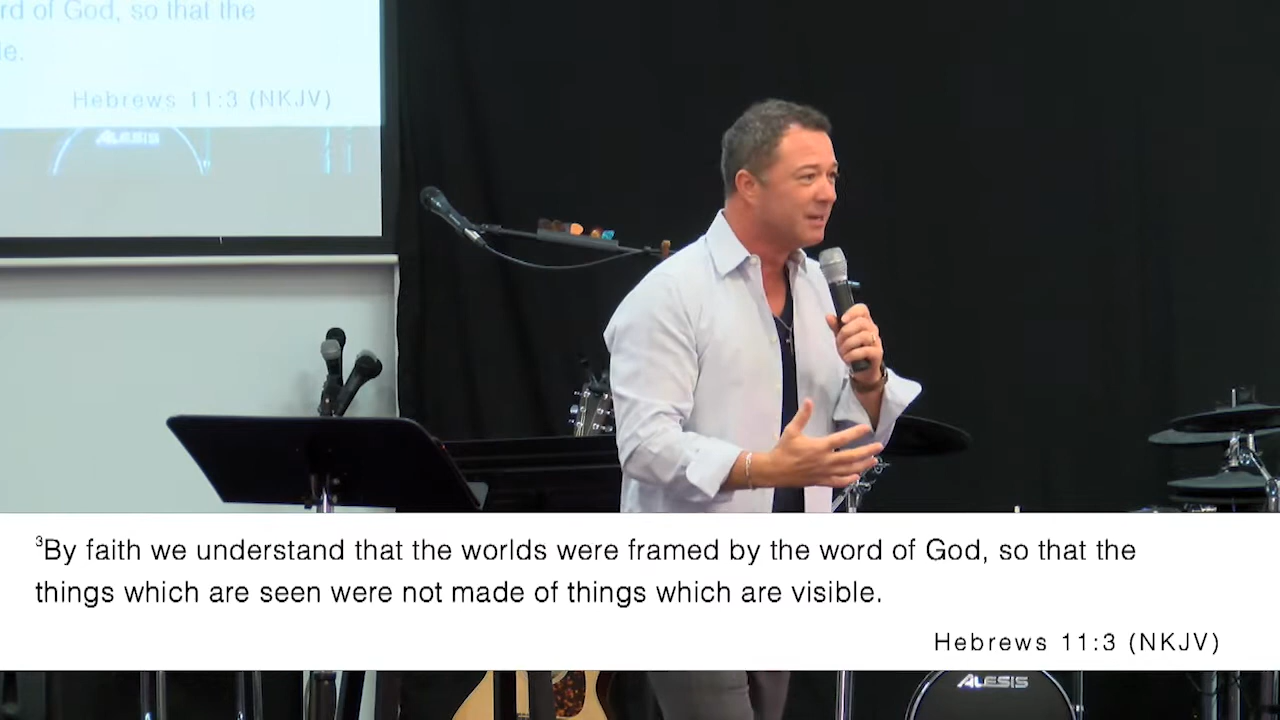 rd of God, so that the
le.
Hebrews 11:3 (NKJV)
ALESIS
³By faith we understand that the worlds were framed by the word of God, so that the
things which are seen were not made of things which are visible.
Hebrews 11:3 (NKJV)
ALESIS